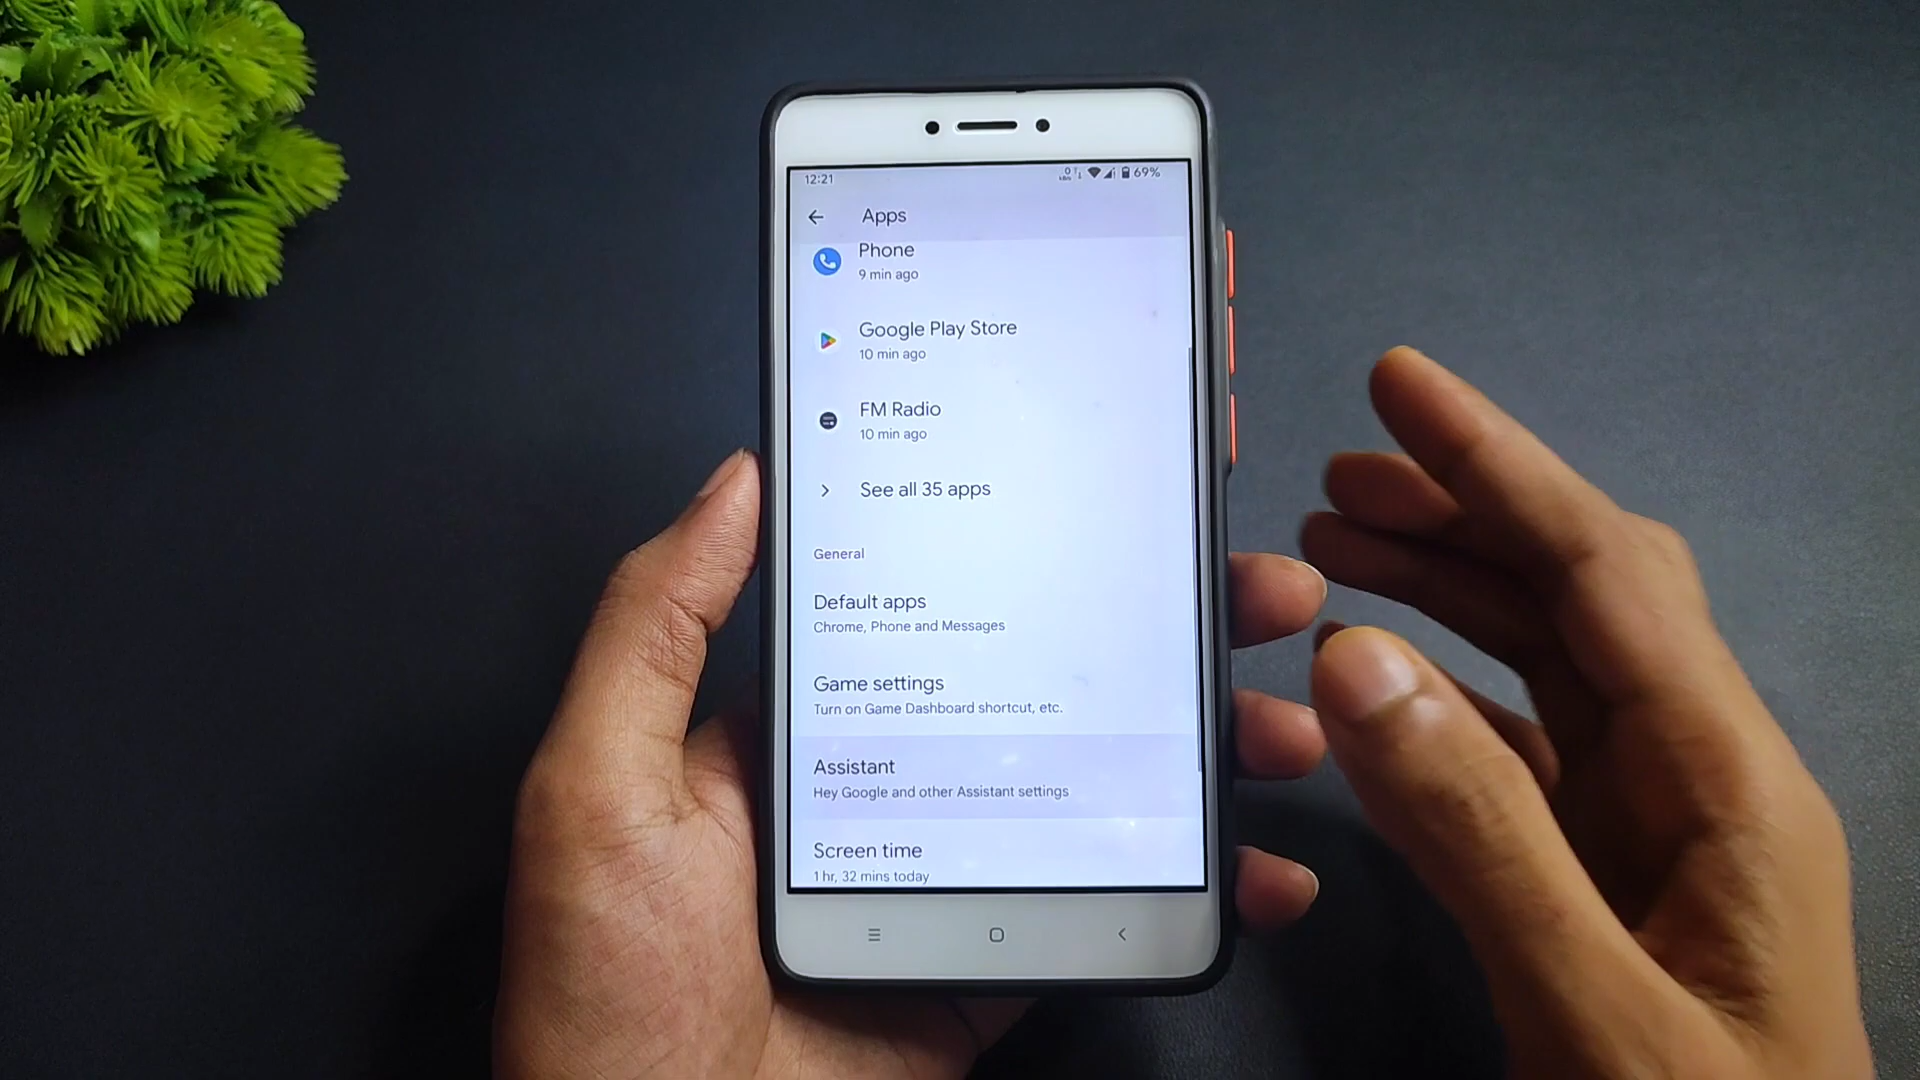 12:21
69%
Apps
Phone
9 min ago
Google Play Store
10 min ago
FM Radio
10 min ago
See all 35 apps
General
Default apps
Chrome, Phone and Messages
Game settings
Turn on Game Dashboard shortcut, etc.
Assistant
Hey Google and other Assistant settings
Screen time
1 hr, 32 mins today